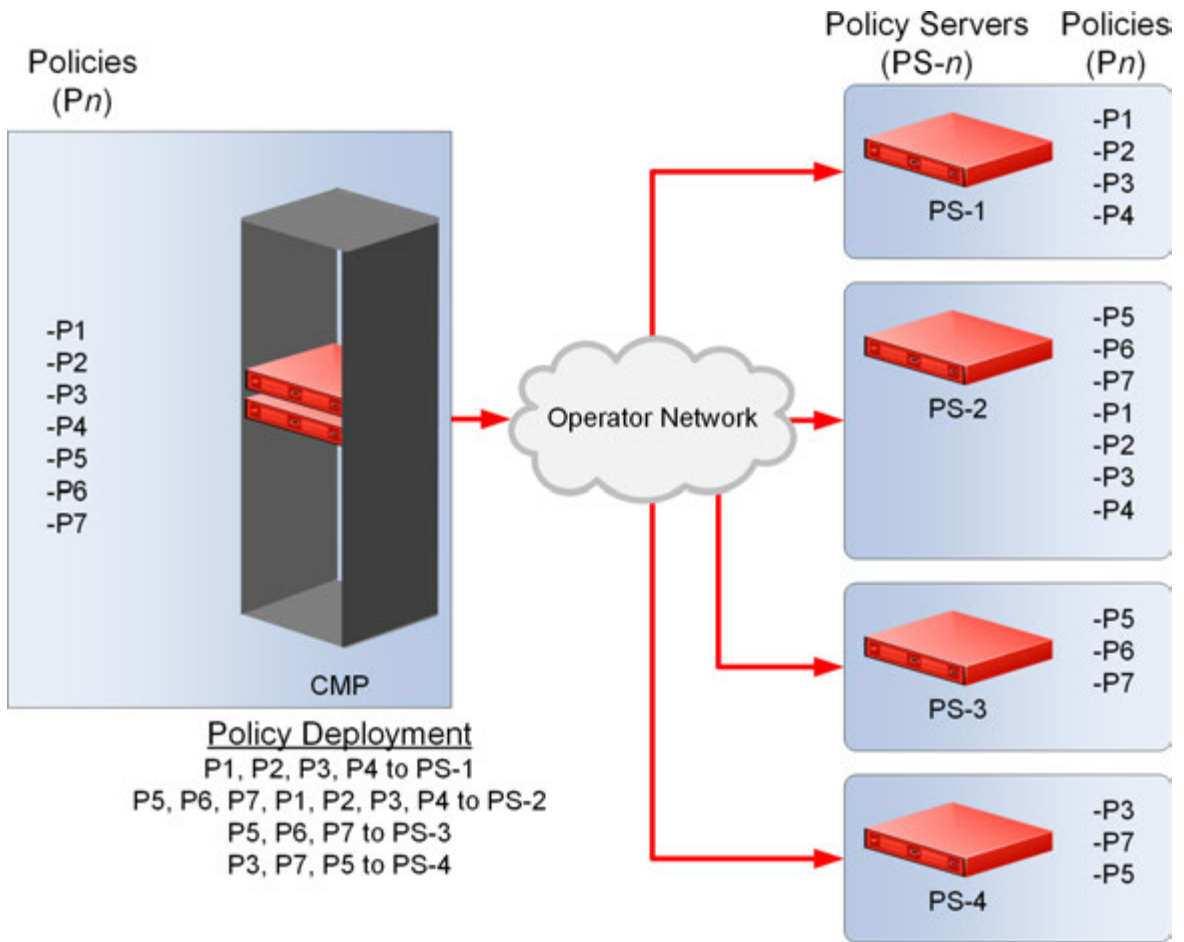 Policies
(Pn)
-P1
-P2
-P3
-P4
-P5
-P6
-P7
CMP
Policy Deployment
P1, P2, P3, P4 to PS-1
P5, P6, P7, P1, P2, P3, P4 to PS-2
P5, P6, P7 to PS-3
P3, P7, P5 to PS-4
Operator Network
Policy Servers
(PS-n)
Policies
(Pn)
PS-1
-P1
-P2
-P3
-P4
PS-2
-P5
-P6
-P7
-P1
-P2
-P3
-P4
PS-3
-P5
-P6
-P7
PS-4
-P3
-P7
-P5